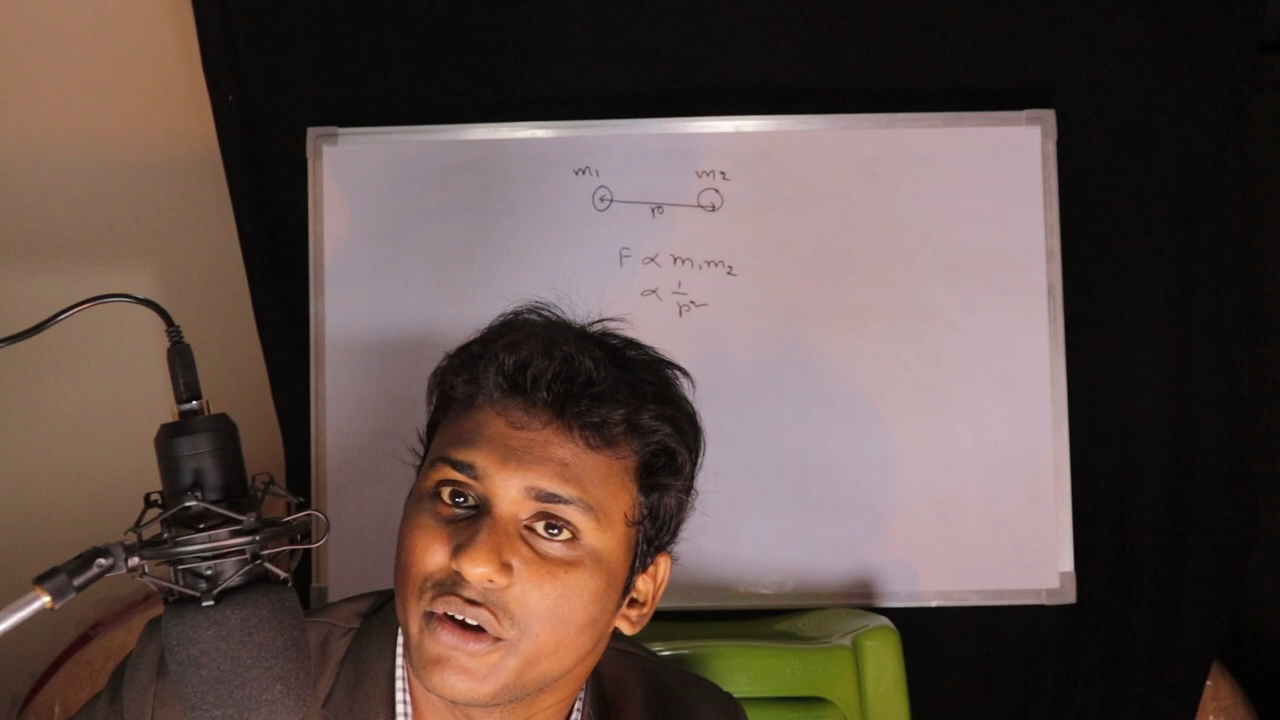 m1 m2
r
F ∝ m1m2
∝ 1/r²